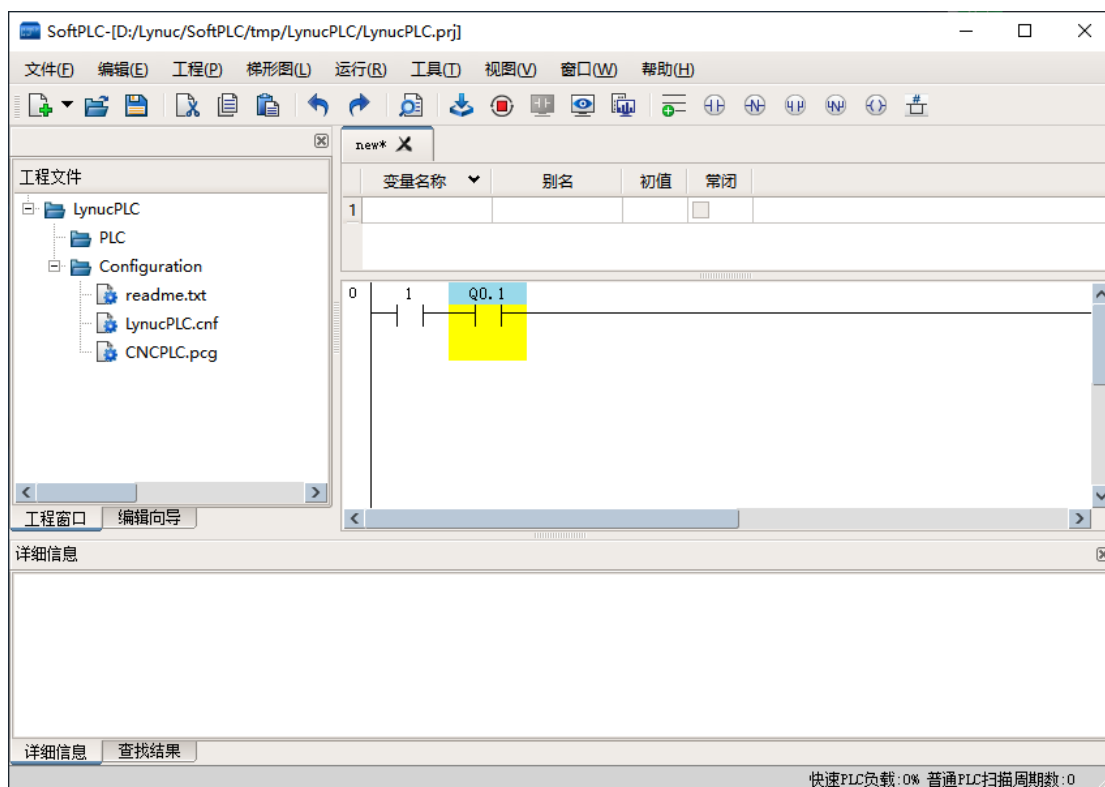 SoftPLC-[D:/Lynuc/SoftPLC/tmp/LynucPLC/LynucPLC.prj]
文件(F) 编辑(E) 工程(P) 梯形图(L) 运行(R) 工具(T) 视图(V) 窗口(W) 帮助(H)
new*
工程文件
变量名称 别名 初值 常闭
LynucPLC
1
PLC
Configuration
readme.txt
LynucPLC.cnf
CNCPLC.pcg
0 1 Q0.1
工程窗口 编辑向导
详细信息
详细信息 查找结果
快速PLC负载:0% 普通PLC扫描周期数:0